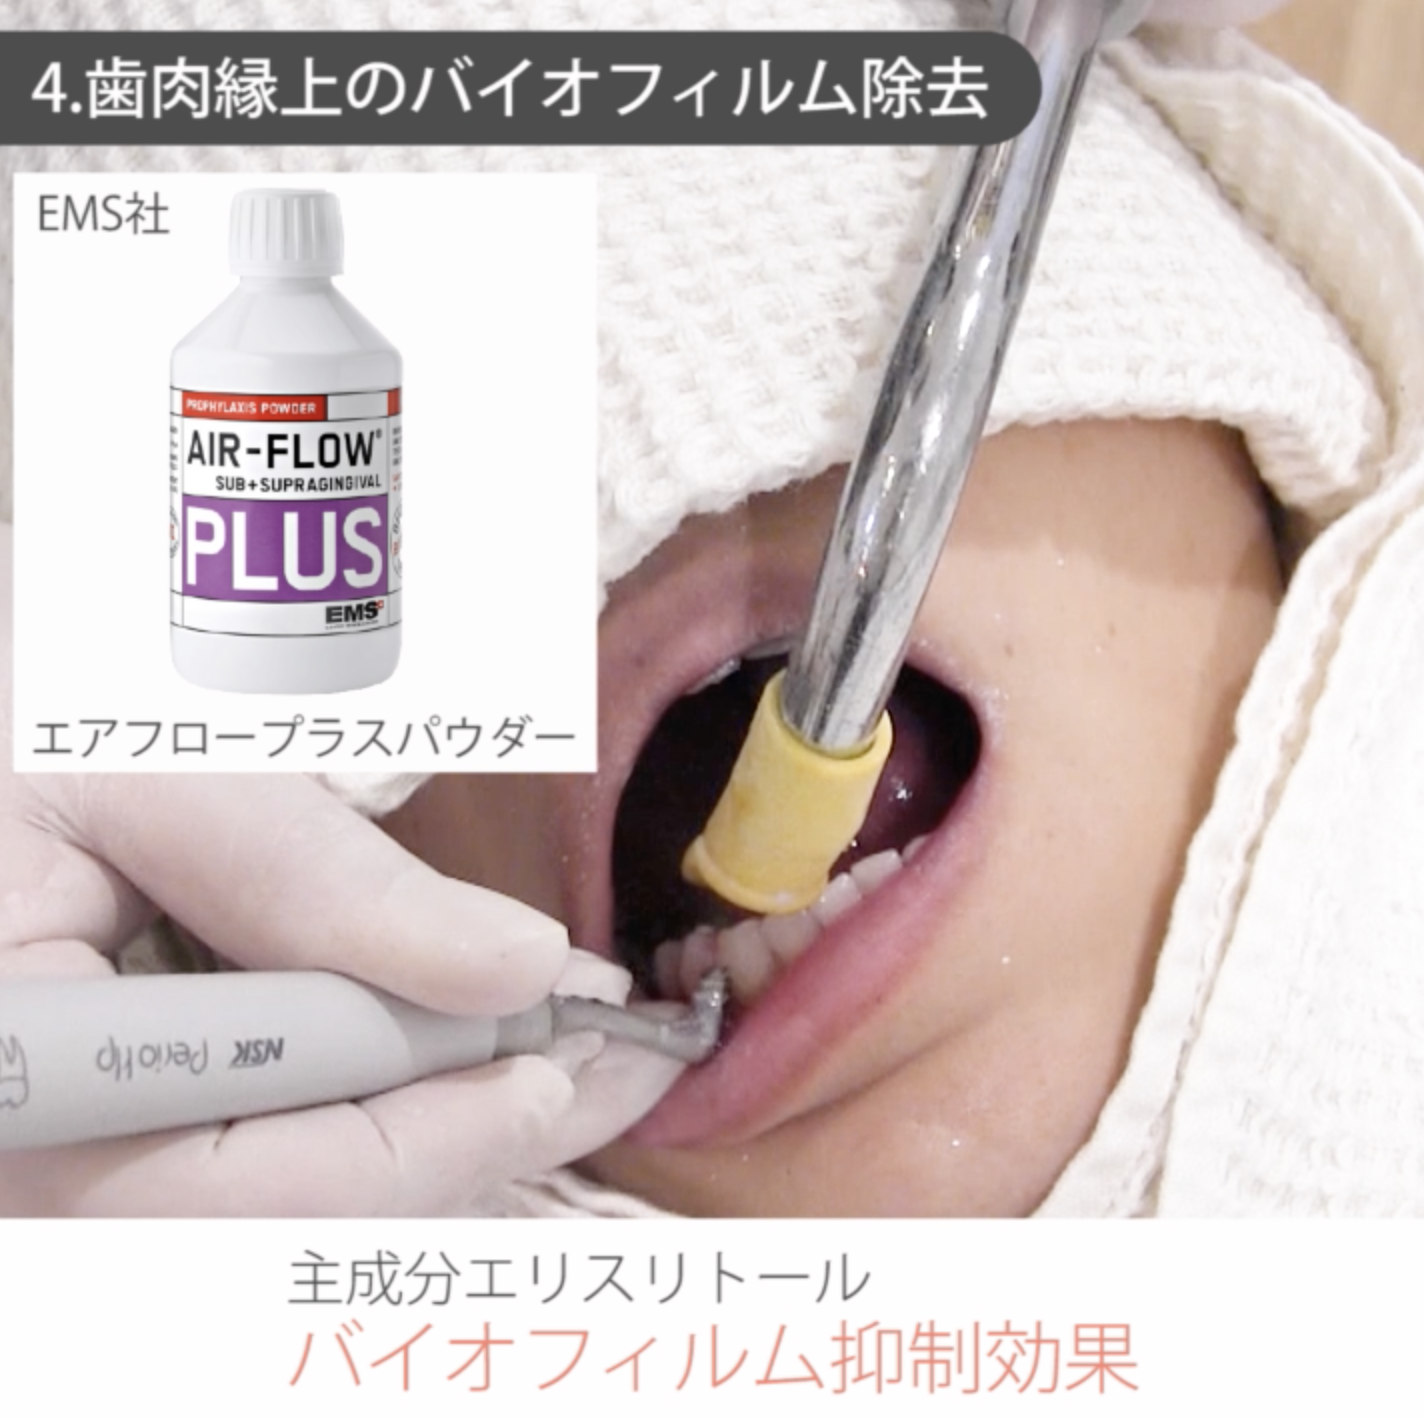 4.歯肉縁上のバイオフィルム除去
EMS社
PROPHYLAXIS POWDER
AIR-FLOW®
SUB+SUPRAGINGIVAL
PLUS
EMS
エアフロープラスパウダー
NSK Perio tip
主成分エリスリトール
バイオフィルム抑制効果